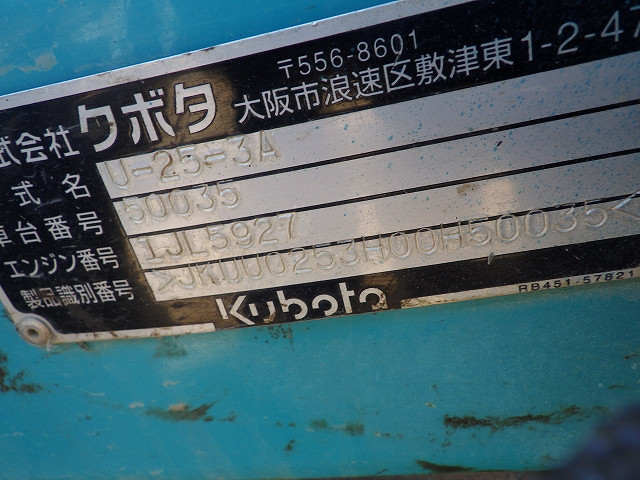 〒556-8601
式会社クボタ 大阪市浪速区敷津東1-2-47
式名 U-25-3A
車台番号 50035
エンジン番号 1JL5927
製品識別番号 >JKUU0253H00H50035<
Kubota RB451-57821